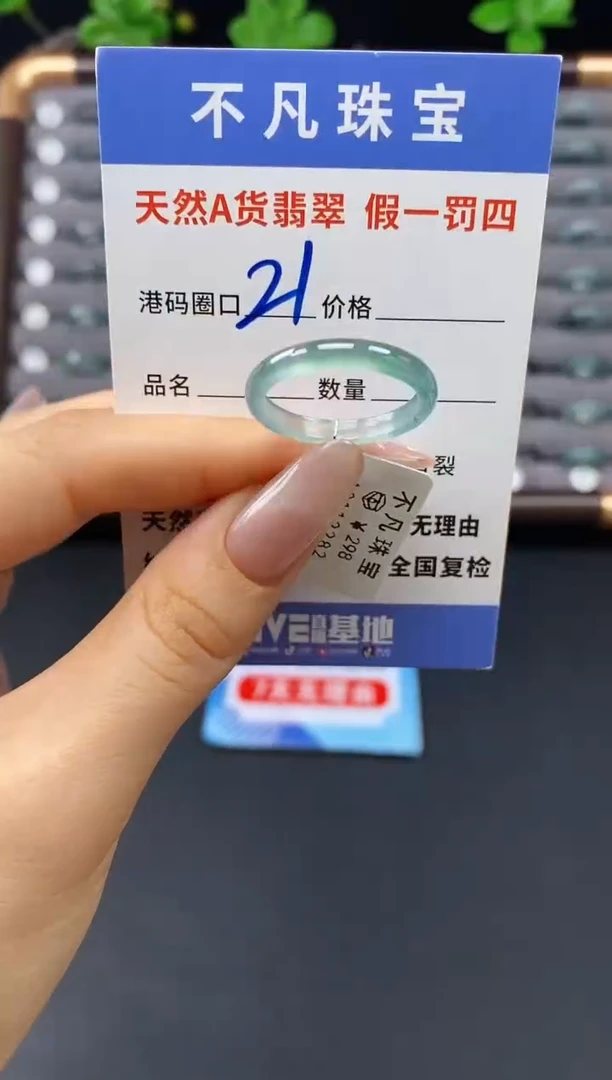 不凡珠宝
天然A货翡翠 假一罚四
港码圈口 21 价格
品名 数量
裂
天然 无理由
全国复检
不凡珠宝
¥298
基地